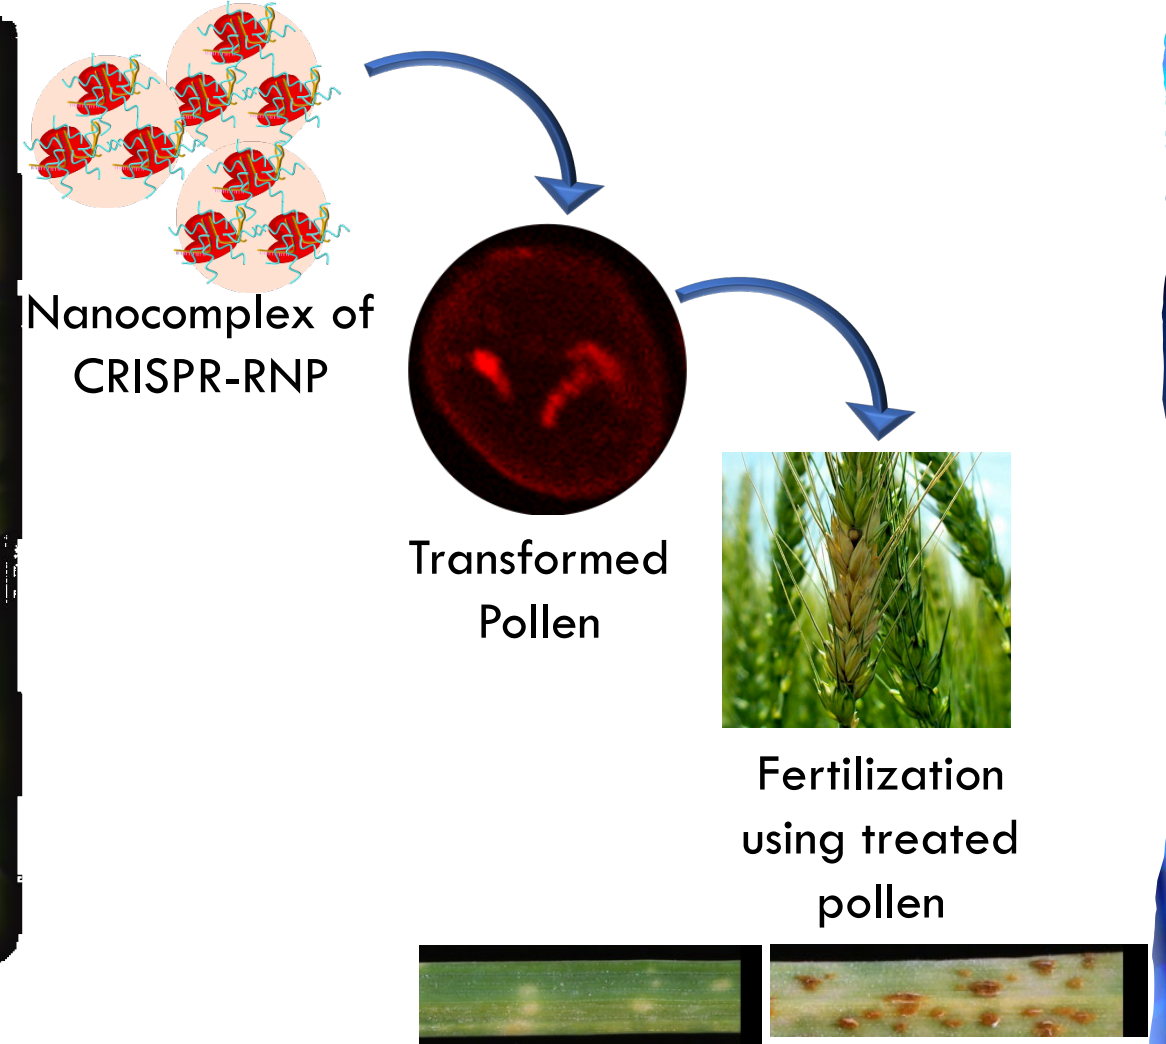 Nanocomplex of
CRISPR-RNP
Transformed
Pollen
Fertilization
using treated
pollen